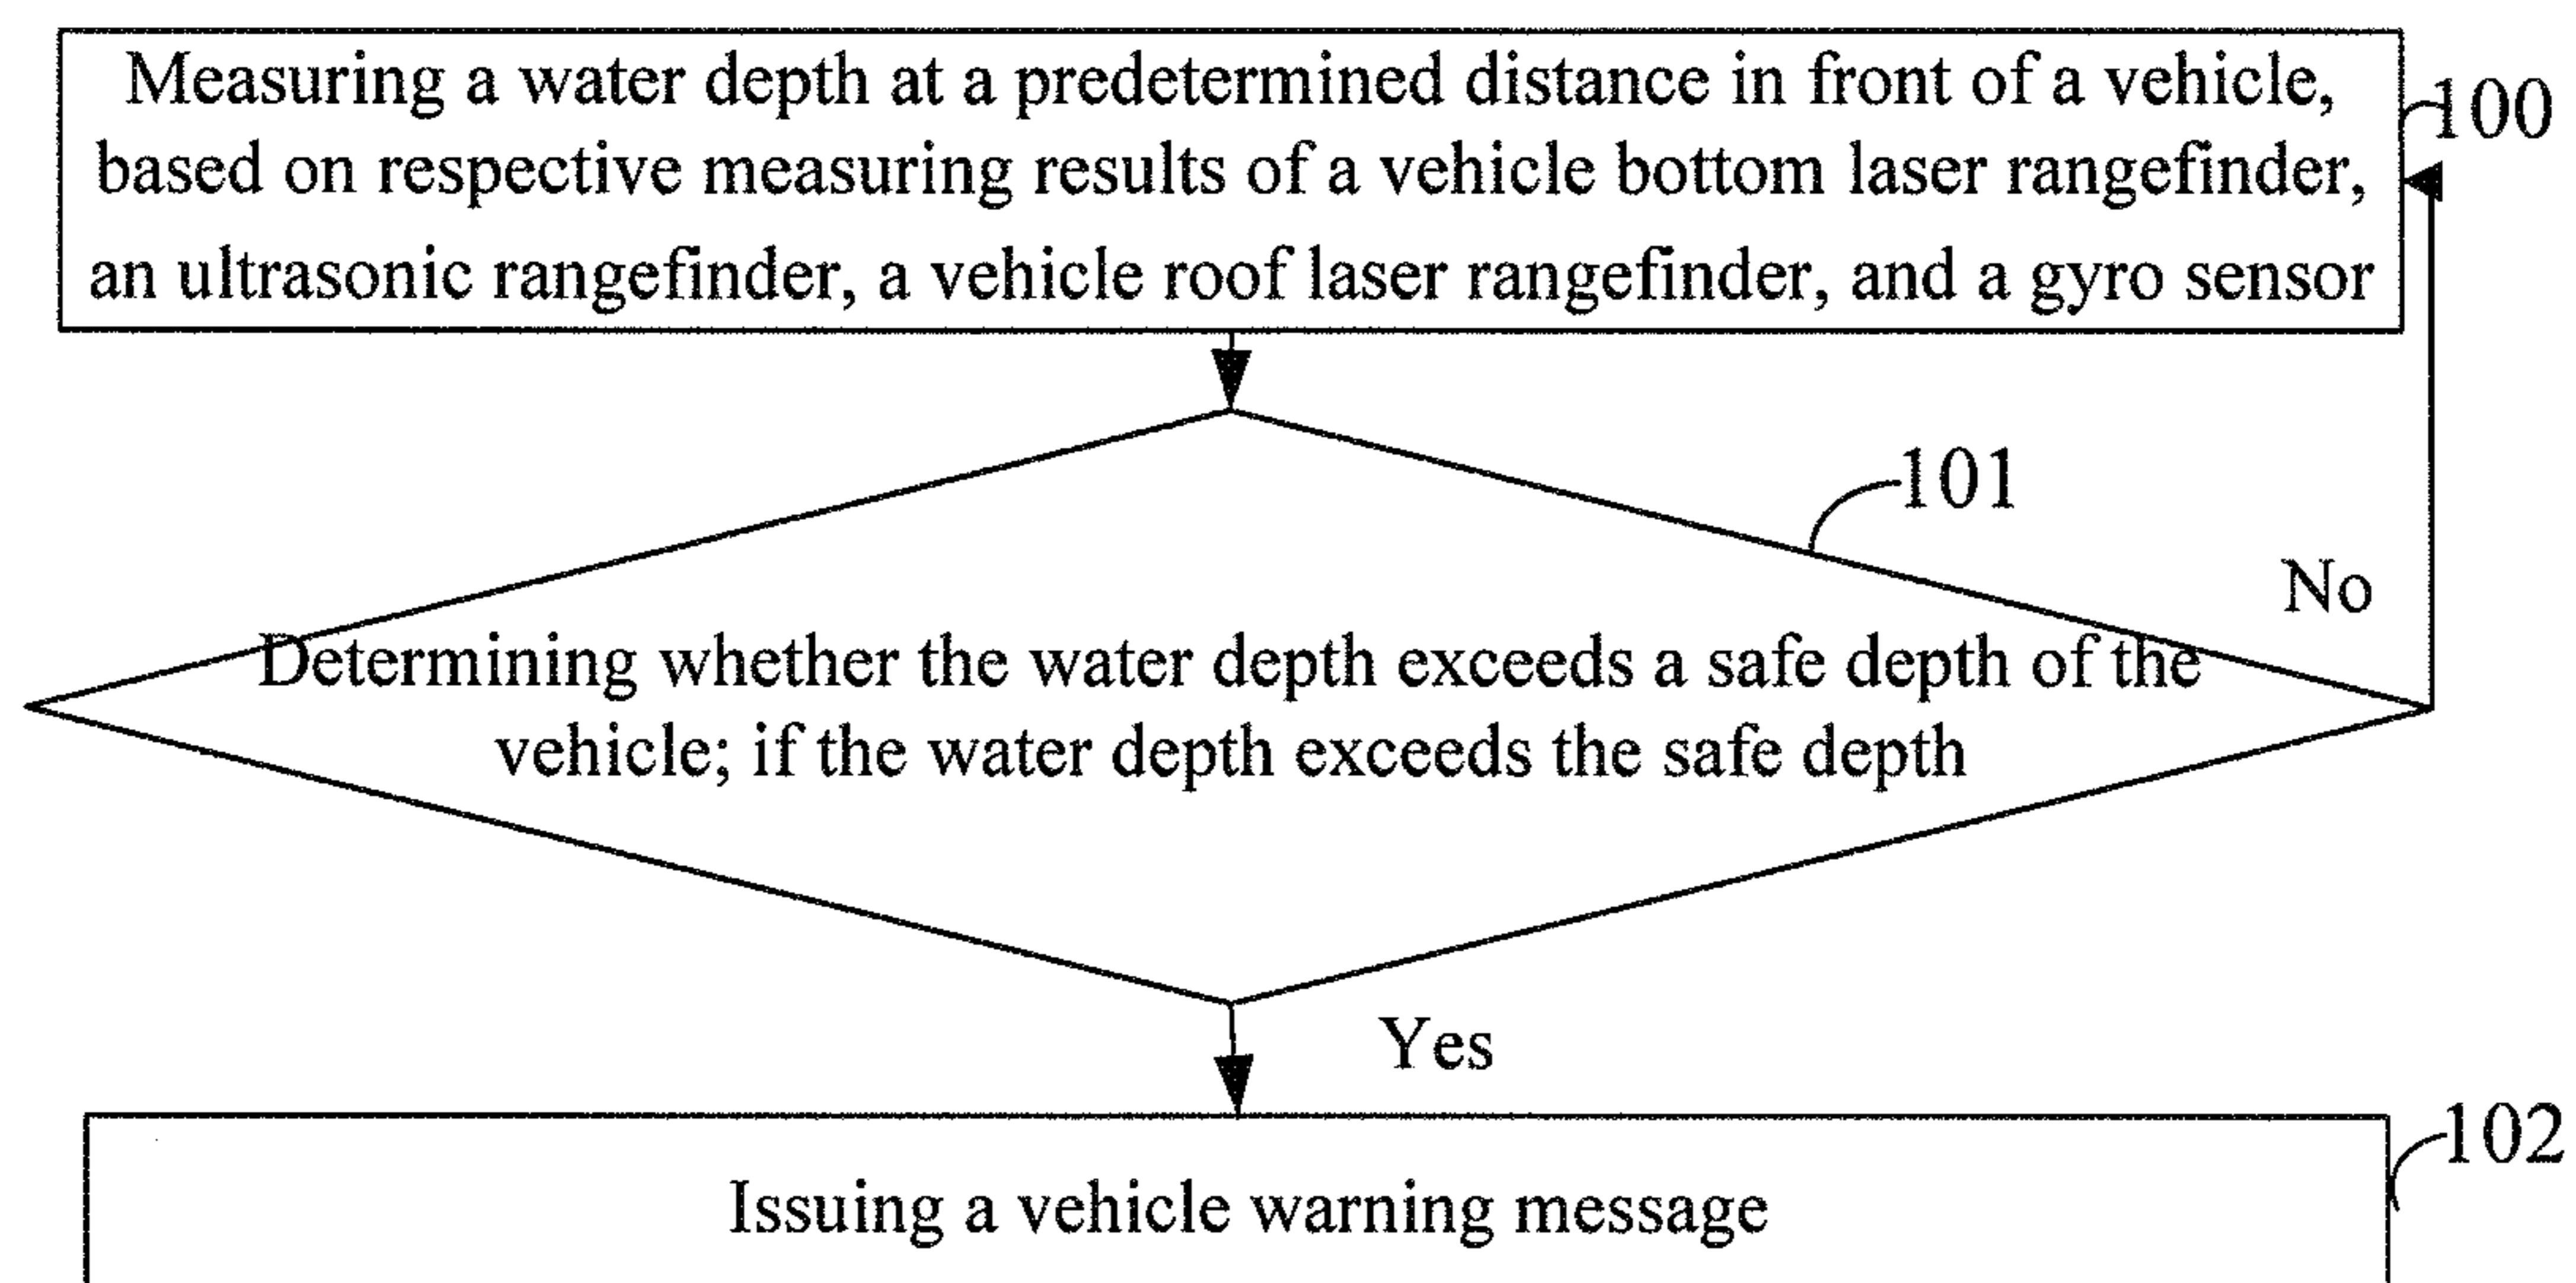 Measuring a water depth at a predetermined distance in front of a vehicle,
100
based on respective measuring results of a vehicle bottom laser rangefinder,
an ultrasonic rangefinder, a vehicle roof laser rangefinder, and a gyro sensor
101
No
Determining whether the water depth exceeds a safe depth of the
vehicle; if the water depth exceeds the safe depth
Yes
102
Issuing a vehicle warning message